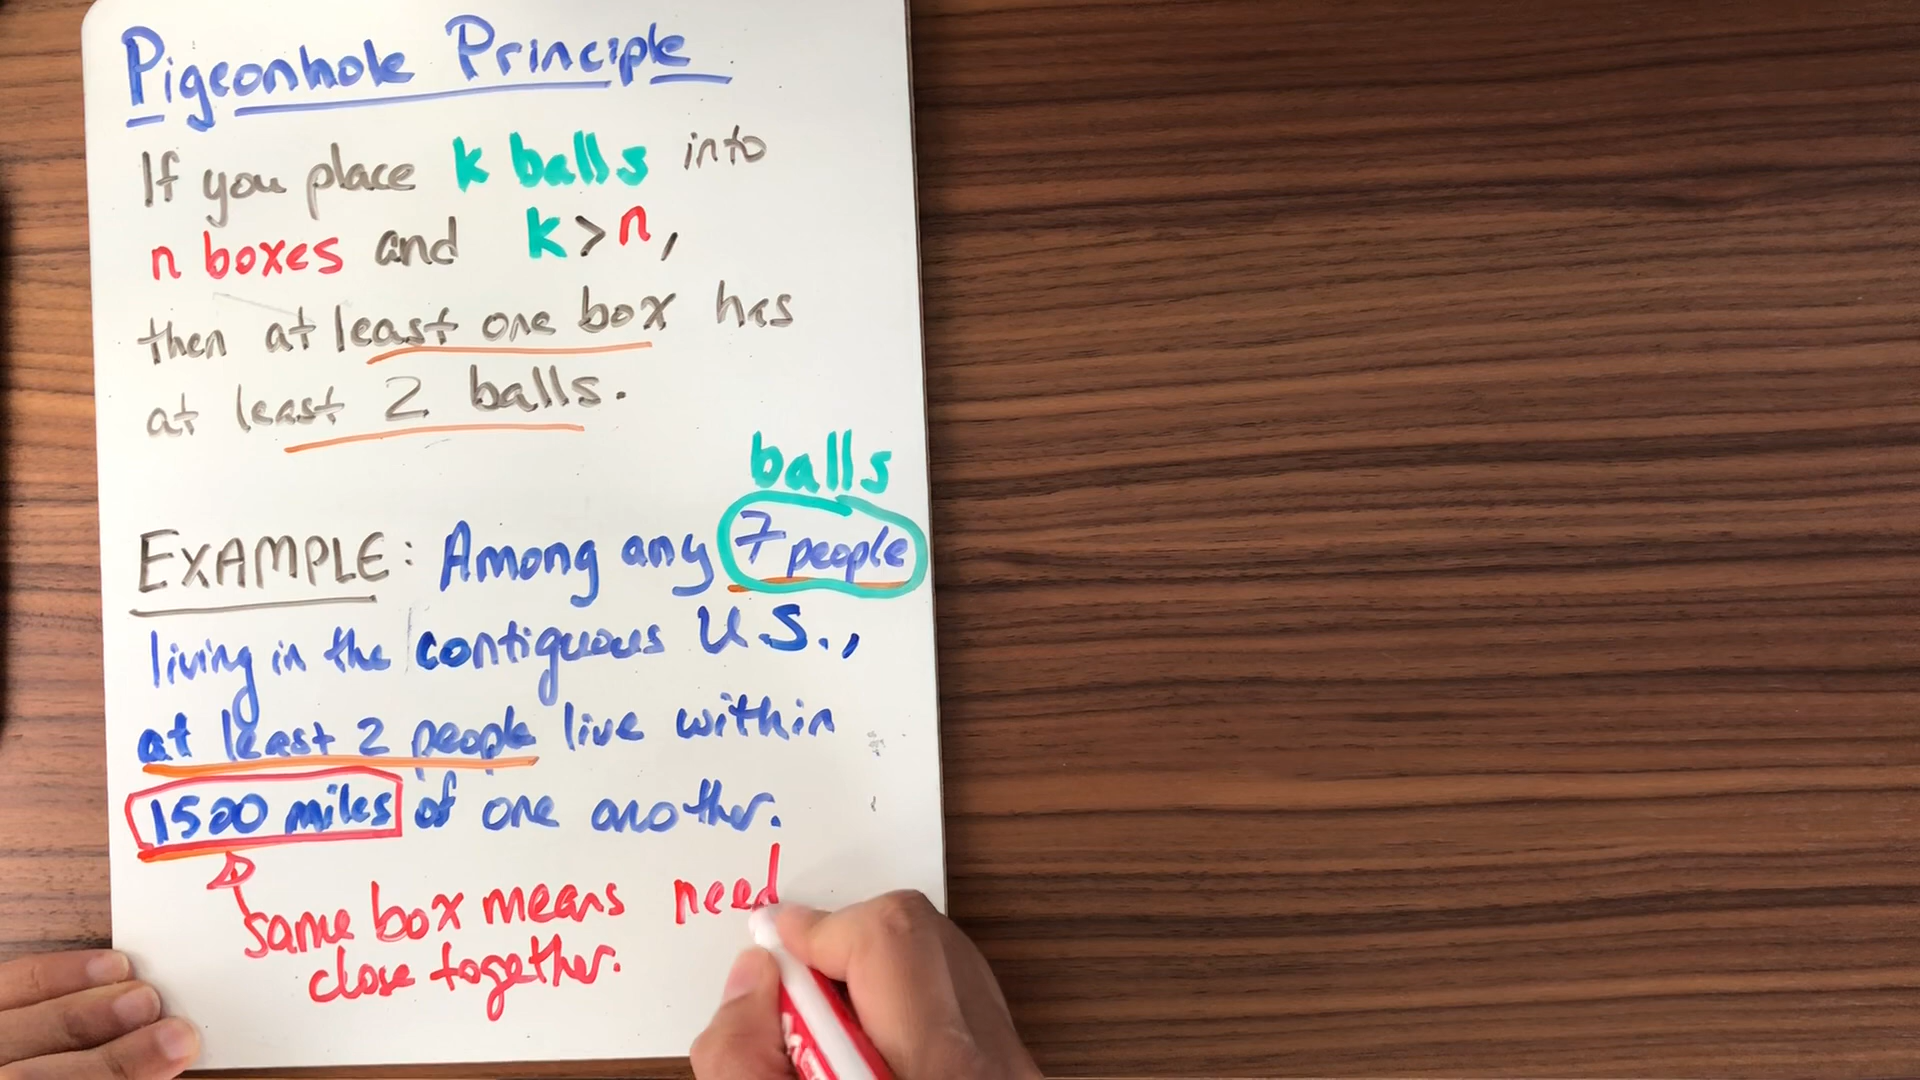 Pigeonhole Principle
If you place k balls into
n boxes and k>n,
then at least one box has
at least 2 balls.
balls
EXAMPLE: Among any 7 people
living in the contiguous U.S.,
at least 2 people live within
1500 miles of one another.
same box means need
close together.